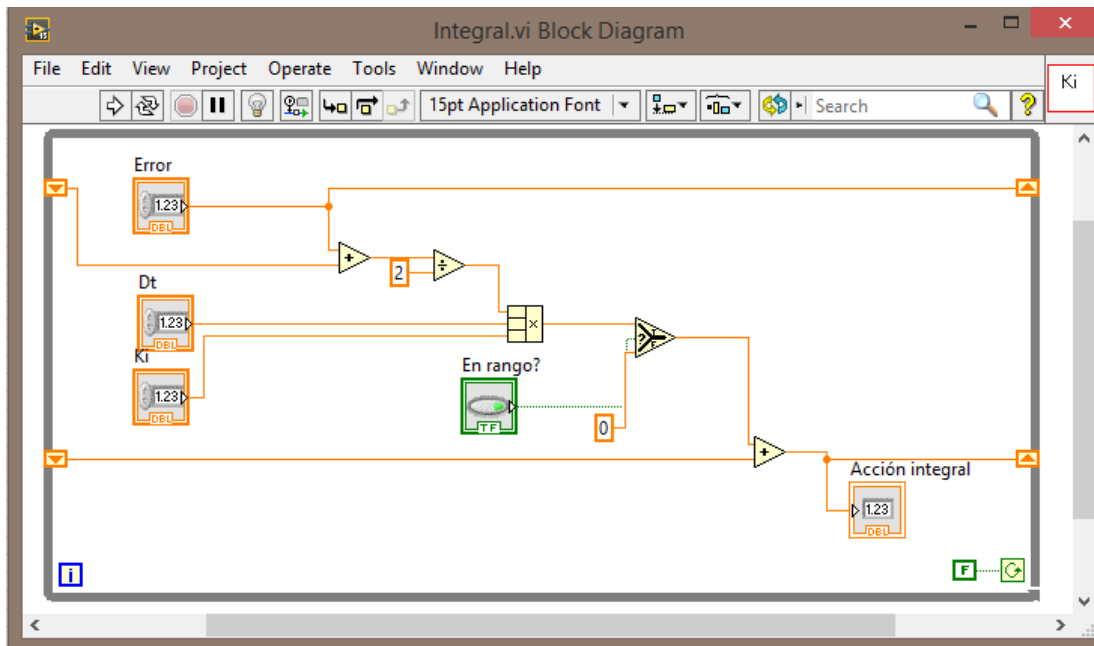 Integral.vi Block Diagram
File Edit View Project Operate Tools Window Help
Ki
15pt Application Font
Search
Error
1.23
DBL
2
Dt
1.23
DBL
Ki
1.23
DBL
×
En rango?
TF
? T F
0
Acción integral
1.23
DBL
i
F